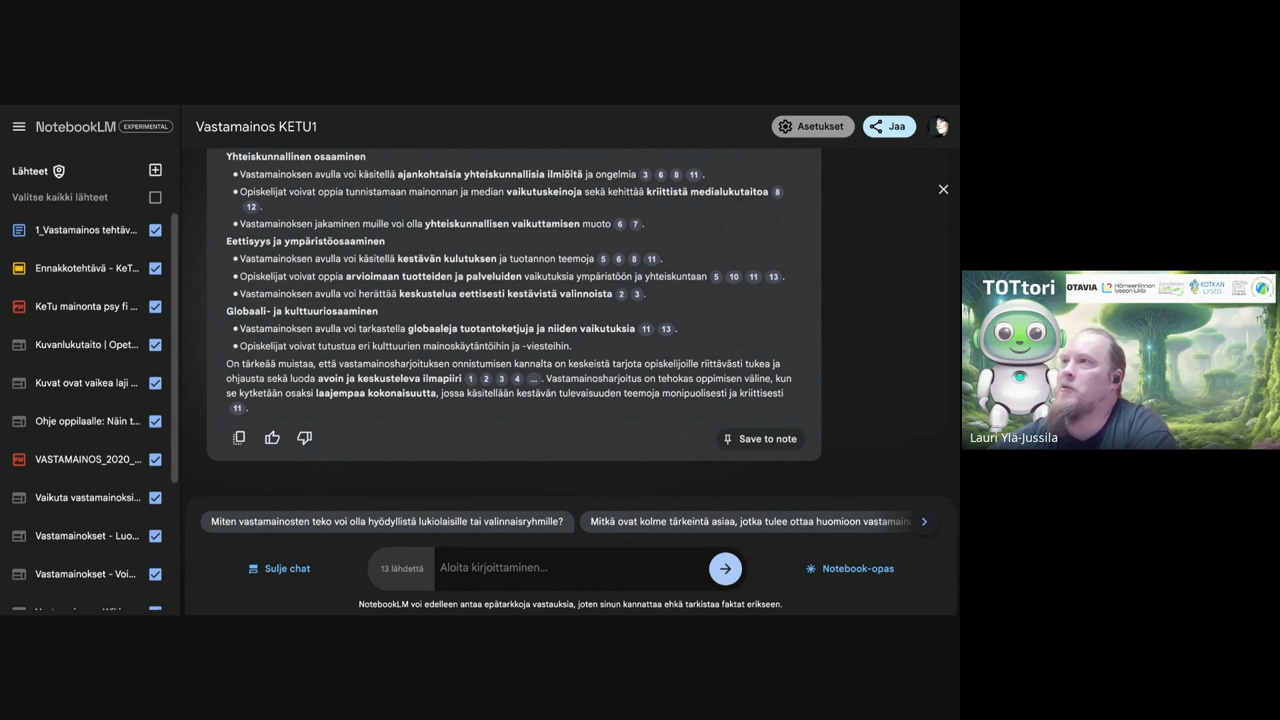 NotebookLM EXPERIMENTAL
Vastamainos KETU1
Asetukset
Jaa
Lähteet
Valitse kaikki lähteet
1_Vastamainos tehtäv...
Ennakkotehtävä - KeT...
KeTu mainonta psy fi ...
Kuvanlukutaito | Opet...
Kuvat ovat vaikea laji ...
Ohje oppilaalle: Näin t...
VASTAMAINOS_2020_...
Vaikuta vastamainoksi...
Vastamainokset - Luo...
Vastamainokset - Voi...
Yhteiskunnallinen osaaminen
• Vastamainoksen avulla voi käsitellä ajankohtaisia yhteiskunnallisia ilmiöitä ja ongelmia 3 6 8 11 .
• Opiskelijat voivat oppia tunnistamaan mainonnan ja median vaikutuskeinoja sekä kehittää kriittistä medialukutaitoa 8
12 .
• Vastamainoksen jakaminen muille voi olla yhteiskunnallisen vaikuttamisen muoto 6 7 .
Eettisyys ja ympäristöosaaminen
• Vastamainoksen avulla voi käsitellä kestävän kulutuksen ja tuotannon teemoja 5 6 8 11 .
• Opiskelijat voivat oppia arvioimaan tuotteiden ja palveluiden vaikutuksia ympäristöön ja yhteiskuntaan 5 10 11 13 .
• Vastamainoksen avulla voi herättää keskustelua eettisesti kestävistä valinnoista 2 3 .
Globaali- ja kulttuuriosaaminen
• Vastamainoksen avulla voi tarkastella globaaleja tuotantoketjuja ja niiden vaikutuksia 11 13 .
• Opiskelijat voivat tutustua eri kulttuurien mainoskäytäntöihin ja -viesteihin.
On tärkeää muistaa, että vastamainosharjoituksen onnistumisen kannalta on keskeistä tarjota opiskelijoille riittävästi tukea ja
ohjausta sekä luoda avoin ja keskusteleva ilmapiiri 1 2 3 4 ... . Vastamainosharjoitus on tehokas oppimisen väline, kun
se kytketään osaksi laajempaa kokonaisuutta, jossa käsitellään kestävän tulevaisuuden teemoja monipuolisesti ja kriittisesti
11 .
Save to note
Miten vastamainosten teko voi olla hyödyllistä lukiolaisille tai valinnaisryhmille?
Mitkä ovat kolme tärkeintä asiaa, jotka tulee ottaa huomioon vastamain
Sulje chat
13 lähdettä
Aloita kirjoittaminen...
Notebook-opas
NotebookLM voi edelleen antaa epätarkkoja vastauksia, joten sinun kannattaa ehkä tarkistaa faktat erikseen.
TOTtori
OTAVIA
Hämeenlinnan
lyseon lukio
KOTKAN
LYSEO
Lauri Ylä-Jussila